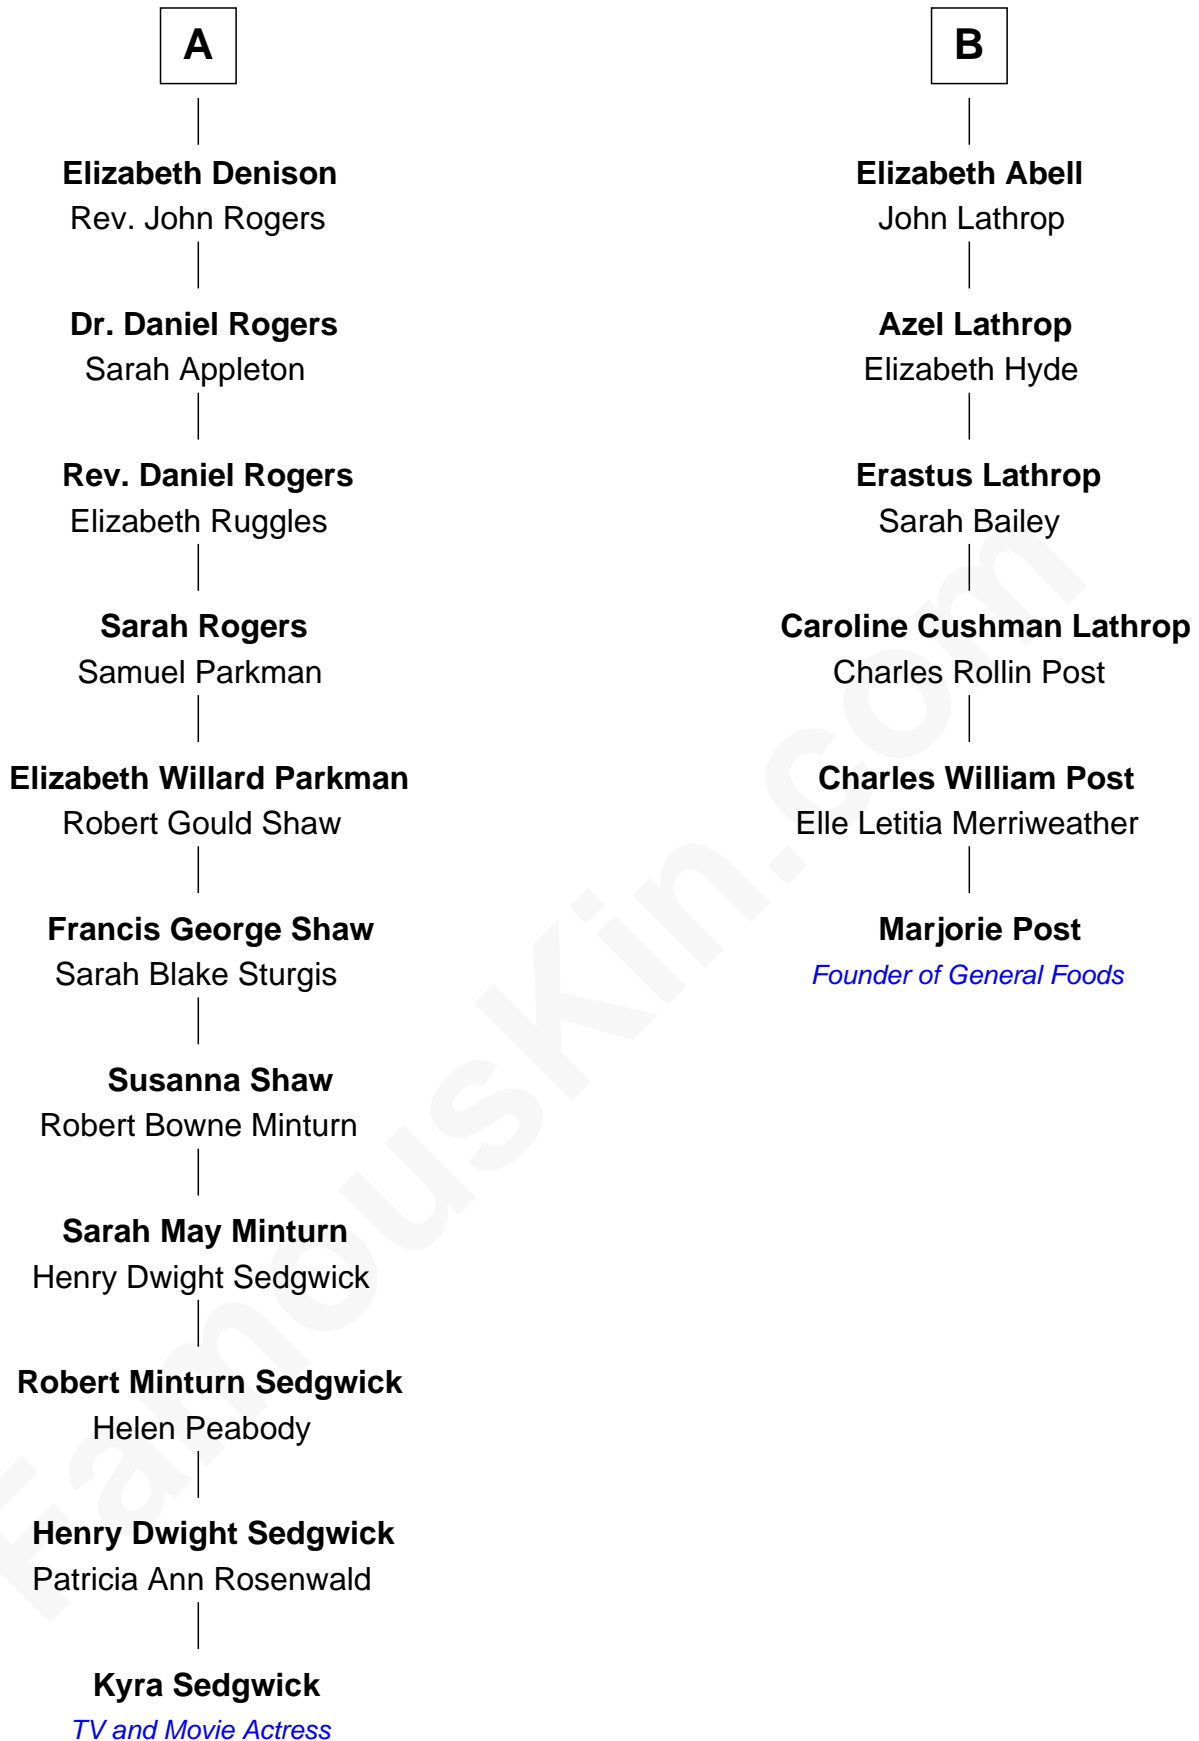 A
Elizabeth Denison
Rev. John Rogers
Dr. Daniel Rogers
Sarah Appleton
Rev. Daniel Rogers
Elizabeth Ruggles
Sarah Rogers
Samuel Parkman
Elizabeth Willard Parkman
Robert Gould Shaw
Francis George Shaw
Sarah Blake Sturgis
Susanna Shaw
Robert Bowne Minturn
Sarah May Minturn
Henry Dwight Sedgwick
Robert Minturn Sedgwick
Helen Peabody
Henry Dwight Sedgwick
Patricia Ann Rosenwald
Kyra Sedgwick
TV and Movie Actress
B
Elizabeth Abell
John Lathrop
Azel Lathrop
Elizabeth Hyde
Erastus Lathrop
Sarah Bailey
Caroline Cushman Lathrop
Charles Rollin Post
Charles William Post
Elle Letitia Merriweather
Marjorie Post
Founder of General Foods
FamousKin.com